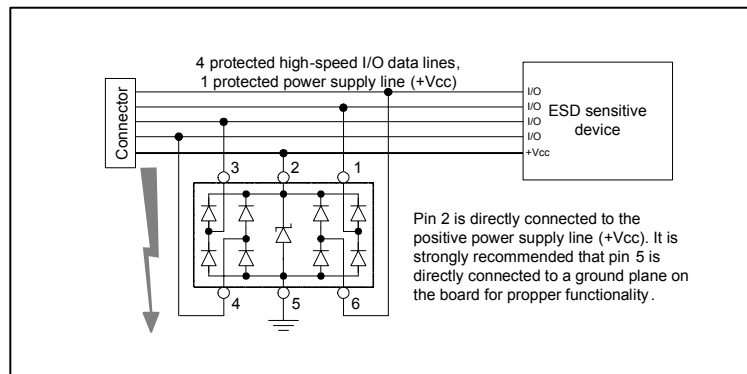 4 protected high-speed I/O data lines,
1 protected power supply line (+Vcc)
Connector
I/O
I/O
I/O
I/O
+Vcc
ESD sensitive
device
3
2
1
Pin 2 is directly connected to the
positive power supply line (+Vcc). It is
strongly recommended that pin 5 is
directly connected to a ground plane on
the board for propper functionality.
4
5
6